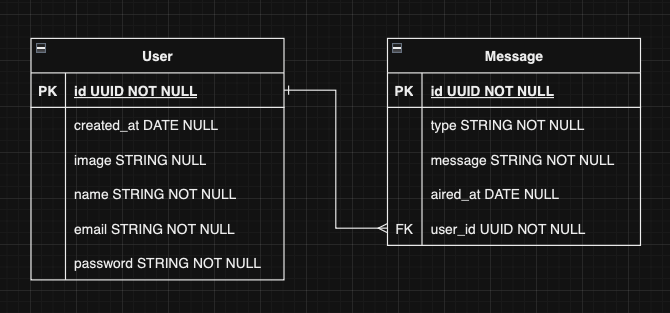 User
PK id UUID NOT NULL
created_at DATE NULL
image STRING NULL
name STRING NOT NULL
email STRING NOT NULL
password STRING NOT NULL
Message
PK id UUID NOT NULL
type STRING NOT NULL
message STRING NOT NULL
aired_at DATE NULL
FK user_id UUID NOT NULL